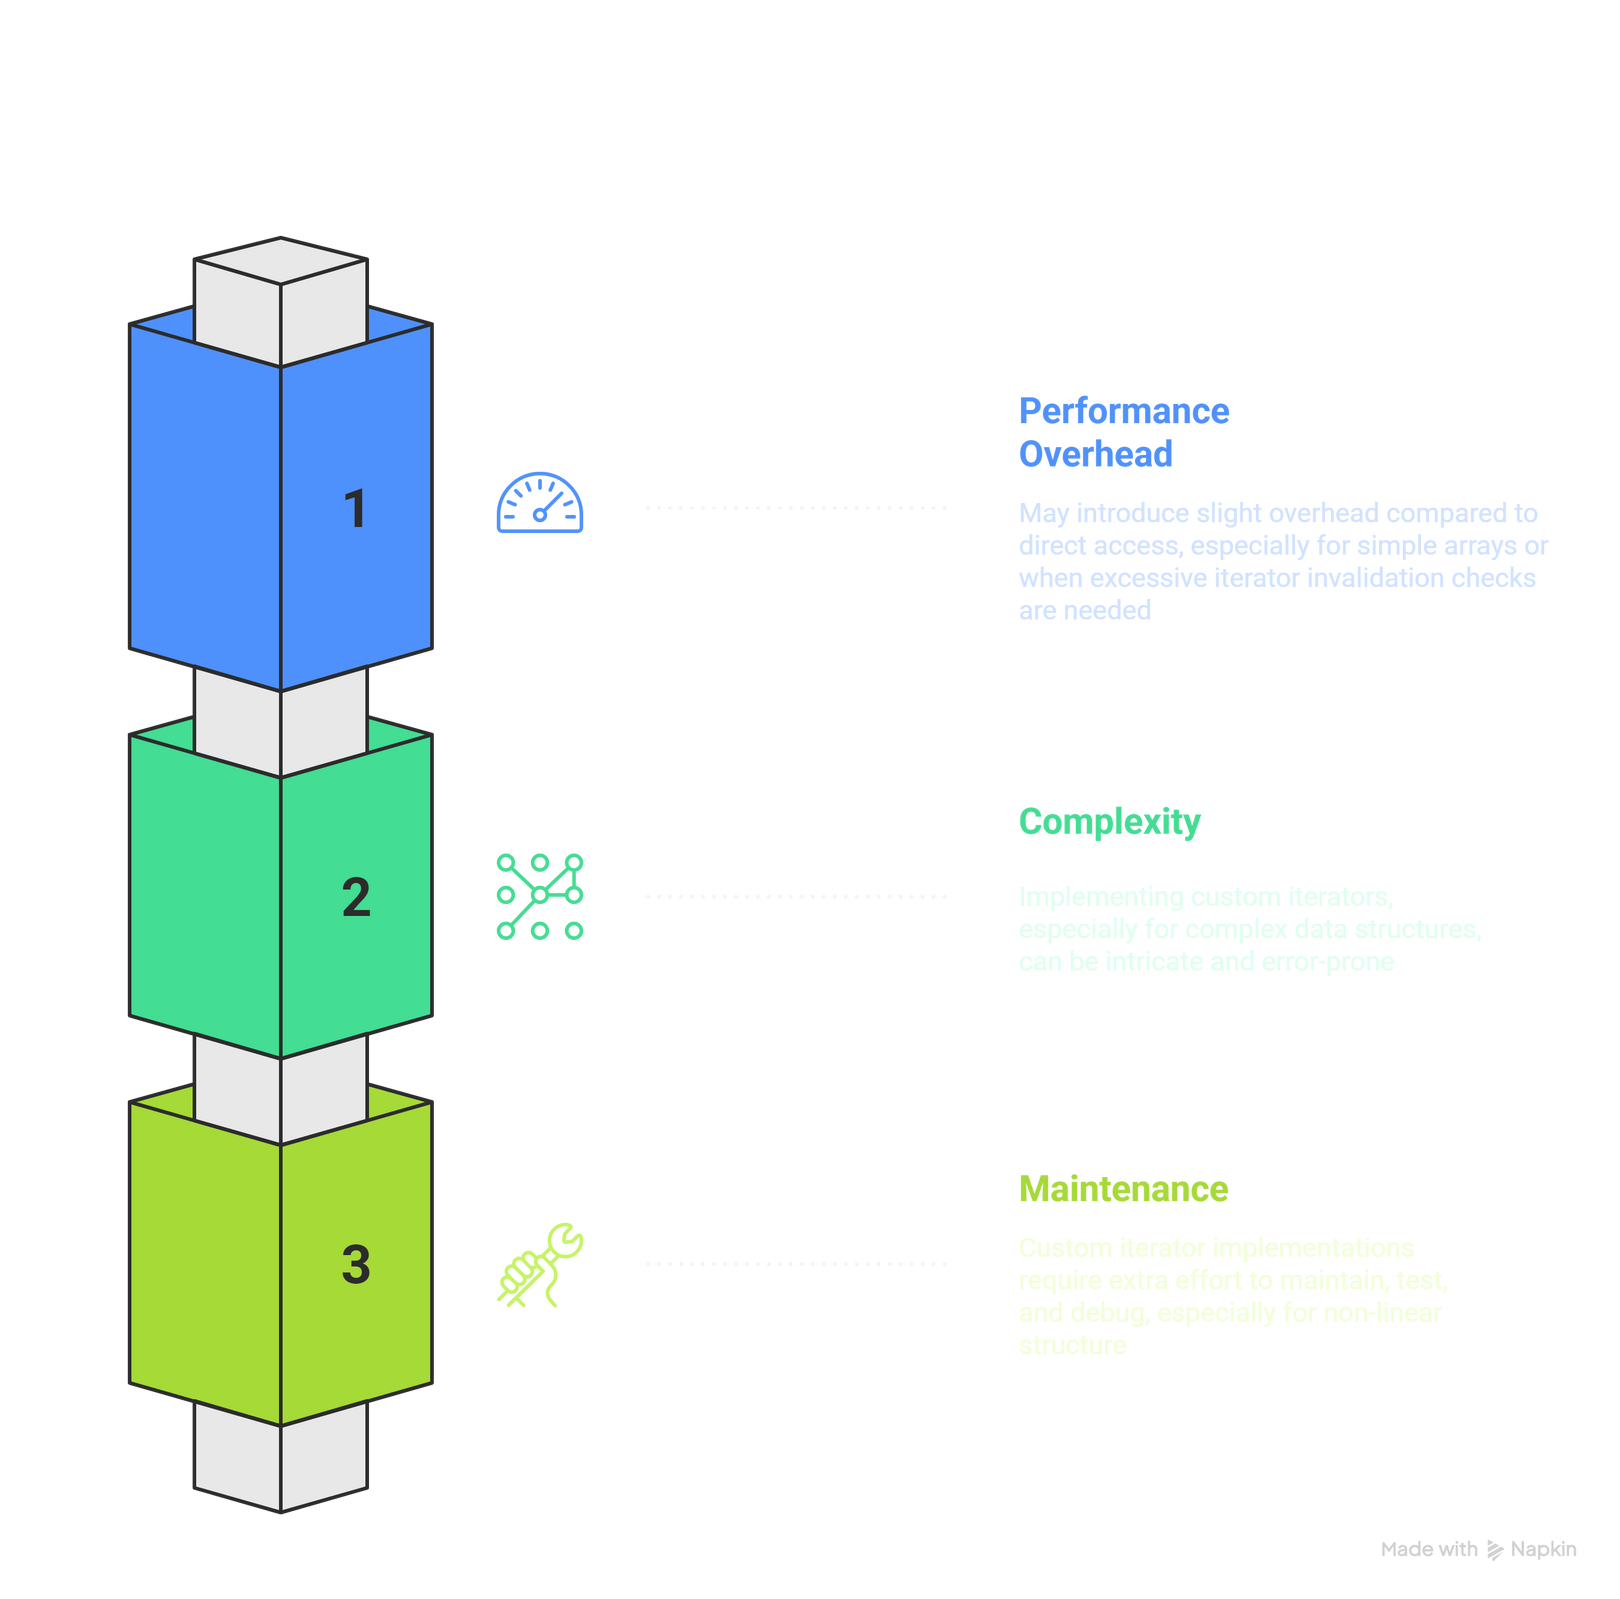 1
Performance
Overhead
May introduce slight overhead compared to
direct access, especially for simple arrays or
when excessive iterator invalidation checks
are needed
2
Complexity
Implementing custom iterators,
especially for complex data structures,
can be intricate and error-prone
3
Maintenance
Custom iterator implementations
require extra effort to maintain, test,
and debug, especially for non-linear
structure
Made with Napkin